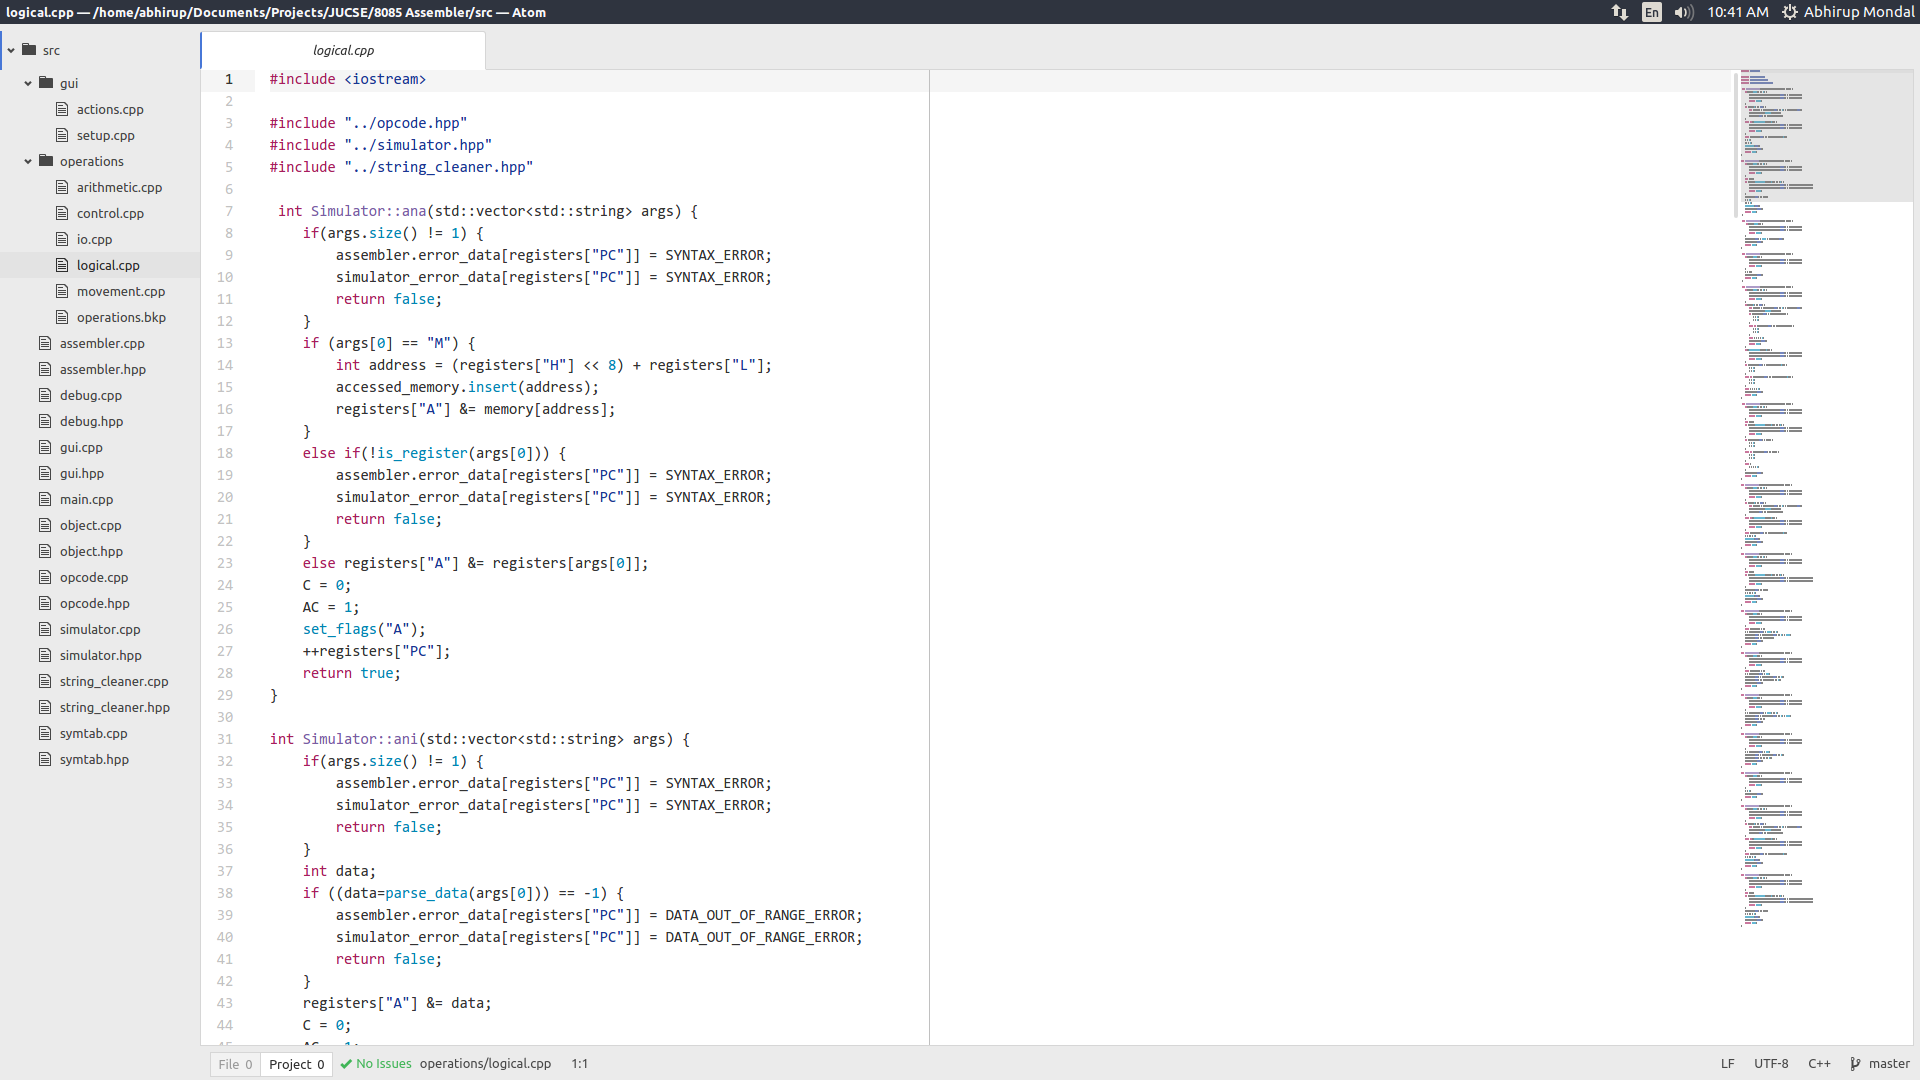 logical.cpp — /home/abhirup/Documents/Projects/JUCSE/8085 Assembler/src — Atom
En 10:41 AM Abhirup Mondal
src
gui
actions.cpp
setup.cpp
operations
arithmetic.cpp
control.cpp
io.cpp
logical.cpp
movement.cpp
operations.bkp
assembler.cpp
assembler.hpp
debug.cpp
debug.hpp
gui.cpp
gui.hpp
main.cpp
object.cpp
object.hpp
opcode.cpp
opcode.hpp
simulator.cpp
simulator.hpp
string_cleaner.cpp
string_cleaner.hpp
symtab.cpp
symtab.hpp
logical.cpp
1 #include <iostream>
2
3 #include "../opcode.hpp"
4 #include "../simulator.hpp"
5 #include "../string_cleaner.hpp"
6
7  int Simulator::ana(std::vector<std::string> args) {
8     if(args.size() != 1) {
9         assembler.error_data[registers["PC"]] = SYNTAX_ERROR;
10         simulator_error_data[registers["PC"]] = SYNTAX_ERROR;
11         return false;
12     }
13     if (args[0] == "M") {
14         int address = (registers["H"] << 8) + registers["L"];
15         accessed_memory.insert(address);
16         registers["A"] &= memory[address];
17     }
18     else if(!is_register(args[0])) {
19         assembler.error_data[registers["PC"]] = SYNTAX_ERROR;
20         simulator_error_data[registers["PC"]] = SYNTAX_ERROR;
21         return false;
22     }
23     else registers["A"] &= registers[args[0]];
24     C = 0;
25     AC = 1;
26     set_flags("A");
27     ++registers["PC"];
28     return true;
29 }
30
31 int Simulator::ani(std::vector<std::string> args) {
32     if(args.size() != 1) {
33         assembler.error_data[registers["PC"]] = SYNTAX_ERROR;
34         simulator_error_data[registers["PC"]] = SYNTAX_ERROR;
35         return false;
36     }
37     int data;
38     if ((data=parse_data(args[0])) == -1) {
39         assembler.error_data[registers["PC"]] = DATA_OUT_OF_RANGE_ERROR;
40         simulator_error_data[registers["PC"]] = DATA_OUT_OF_RANGE_ERROR;
41         return false;
42     }
43     registers["A"] &= data;
44     C = 0;
File 0 Project 0 No Issues operations/logical.cpp 1:1 LF UTF-8 C++ master